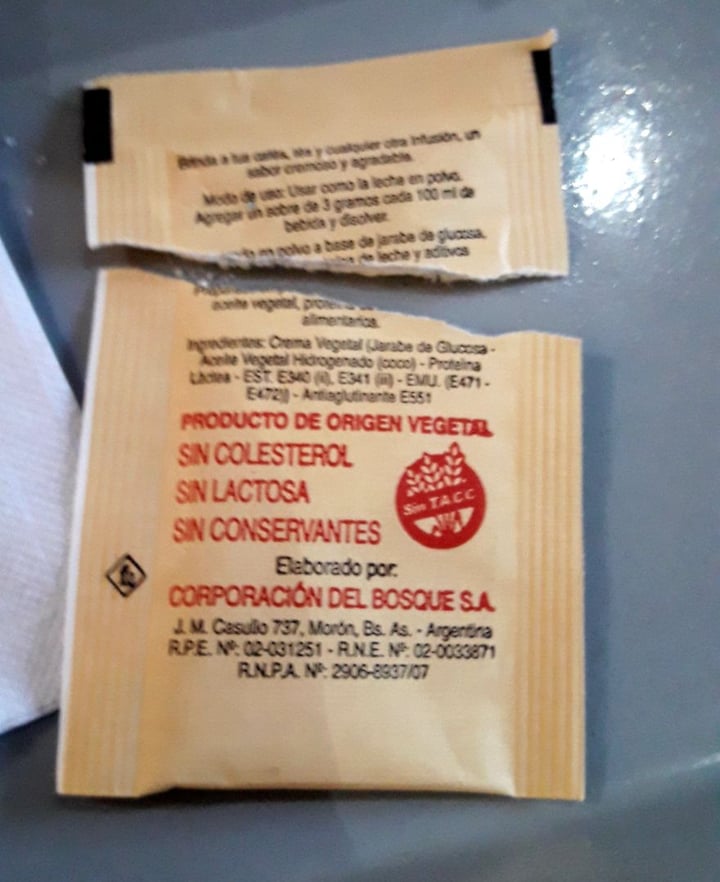 Brinda a tus cafés, tés y cualquier otra infusión, un
sabor cremoso y agradable.
Modo de uso: Usar como la leche en polvo.
Agregar un sobre de 3 gramos cada 100 ml de
bebida y disolver.
en polvo a base de jarabe de glucosa,
de leche y aditivos
aceite vegetal,
alimentarios.
Ingredientes: Crema Vegetal (Jarabe de Glucosa -
Aceite Vegetal Hidrogenado (coco) - Proteína
Láctea - EST. E340 (ii), E341 (iii) - EMU. (E471 -
E472)) - Antiaglutinante E551
PRODUCTO DE ORIGEN VEGETAL
SIN COLESTEROL
SIN LACTOSA
SIN CONSERVANTES
Sin T.A.C.C
Elaborado por:
CORPORACIÓN DEL BOSQUE S.A.
J. M. Casullo 737, Morón, Bs. As. - Argentina
R.P.E. Nº: 02-031251 - R.N.E. Nº: 02-0033871
R.N.P.A. Nº: 2906-8937/07